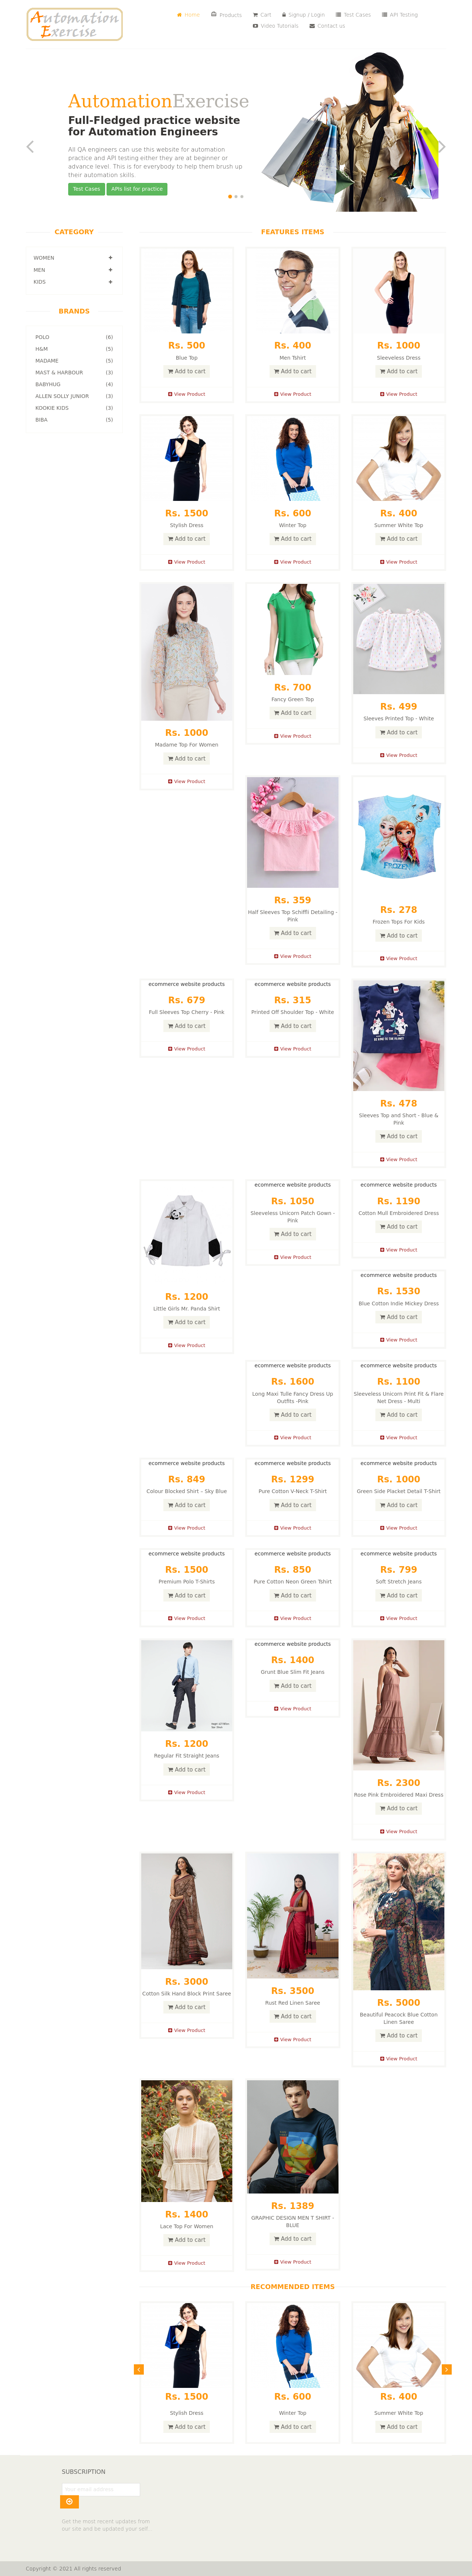 Automation
Exercise
Home
Products
Cart
Signup / Login
Test Cases
API Testing
Video Tutorials
Contact us
AutomationExercise
Full-Fledged practice website
for Automation Engineers
All QA engineers can use this website for automation
practice and API testing either they are at beginner or
advance level. This is for everybody to help them brush up
their automation skills.
Test Cases
APIs list for practice
CATEGORY
WOMEN
MEN
KIDS
BRANDS
POLO (6)
H&M (5)
MADAME (5)
MAST & HARBOUR (3)
BABYHUG (4)
ALLEN SOLLY JUNIOR (3)
KOOKIE KIDS (3)
BIBA (5)
FEATURES ITEMS
Rs. 500
Blue Top
Add to cart
View Product
Rs. 400
Men Tshirt
Add to cart
View Product
Rs. 1000
Sleeveless Dress
Add to cart
View Product
Rs. 1500
Stylish Dress
Add to cart
View Product
Rs. 600
Winter Top
Add to cart
View Product
Rs. 400
Summer White Top
Add to cart
View Product
Rs. 1000
Madame Top For Women
Add to cart
View Product
Rs. 700
Fancy Green Top
Add to cart
View Product
Rs. 499
Sleeves Printed Top - White
Add to cart
View Product
Rs. 359
Half Sleeves Top Schiffli Detailing -
Pink
Add to cart
View Product
FROZEN
Rs. 278
Frozen Tops For Kids
Add to cart
View Product
ecommerce website products
Rs. 679
Full Sleeves Top Cherry - Pink
Add to cart
View Product
ecommerce website products
Rs. 315
Printed Off Shoulder Top - White
Add to cart
View Product
Rs. 478
Sleeves Top and Short - Blue &
Pink
Add to cart
View Product
Rs. 1200
Little Girls Mr. Panda Shirt
Add to cart
View Product
ecommerce website products
Rs. 1050
Sleeveless Unicorn Patch Gown -
Pink
Add to cart
View Product
ecommerce website products
Rs. 1190
Cotton Mull Embroidered Dress
Add to cart
View Product
ecommerce website products
Rs. 1530
Blue Cotton Indie Mickey Dress
Add to cart
View Product
ecommerce website products
Rs. 1600
Long Maxi Tulle Fancy Dress Up
Outfits -Pink
Add to cart
View Product
ecommerce website products
Rs. 1100
Sleeveless Unicorn Print Fit & Flare
Net Dress - Multi
Add to cart
View Product
ecommerce website products
Rs. 849
Colour Blocked Shirt – Sky Blue
Add to cart
View Product
ecommerce website products
Rs. 1299
Pure Cotton V-Neck T-Shirt
Add to cart
View Product
ecommerce website products
Rs. 1000
Green Side Placket Detail T-Shirt
Add to cart
View Product
ecommerce website products
Rs. 1500
Premium Polo T-Shirts
Add to cart
View Product
ecommerce website products
Rs. 850
Pure Cotton Neon Green Tshirt
Add to cart
View Product
ecommerce website products
Rs. 799
Soft Stretch Jeans
Add to cart
View Product
Rs. 1200
Regular Fit Straight Jeans
Add to cart
View Product
ecommerce website products
Rs. 1400
Grunt Blue Slim Fit Jeans
Add to cart
View Product
Rs. 2300
Rose Pink Embroidered Maxi Dress
Add to cart
View Product
Rs. 3000
Cotton Silk Hand Block Print Saree
Add to cart
View Product
Rs. 3500
Rust Red Linen Saree
Add to cart
View Product
Rs. 5000
Beautiful Peacock Blue Cotton
Linen Saree
Add to cart
View Product
Rs. 1400
Lace Top For Women
Add to cart
View Product
Rs. 1389
GRAPHIC DESIGN MEN T SHIRT -
BLUE
Add to cart
View Product
RECOMMENDED ITEMS
Rs. 1500
Stylish Dress
Add to cart
Rs. 600
Winter Top
Add to cart
Rs. 400
Summer White Top
Add to cart
SUBSCRIPTION
Your email address
Get the most recent updates from
our site and be updated your self...
Copyright © 2021 All rights reserved